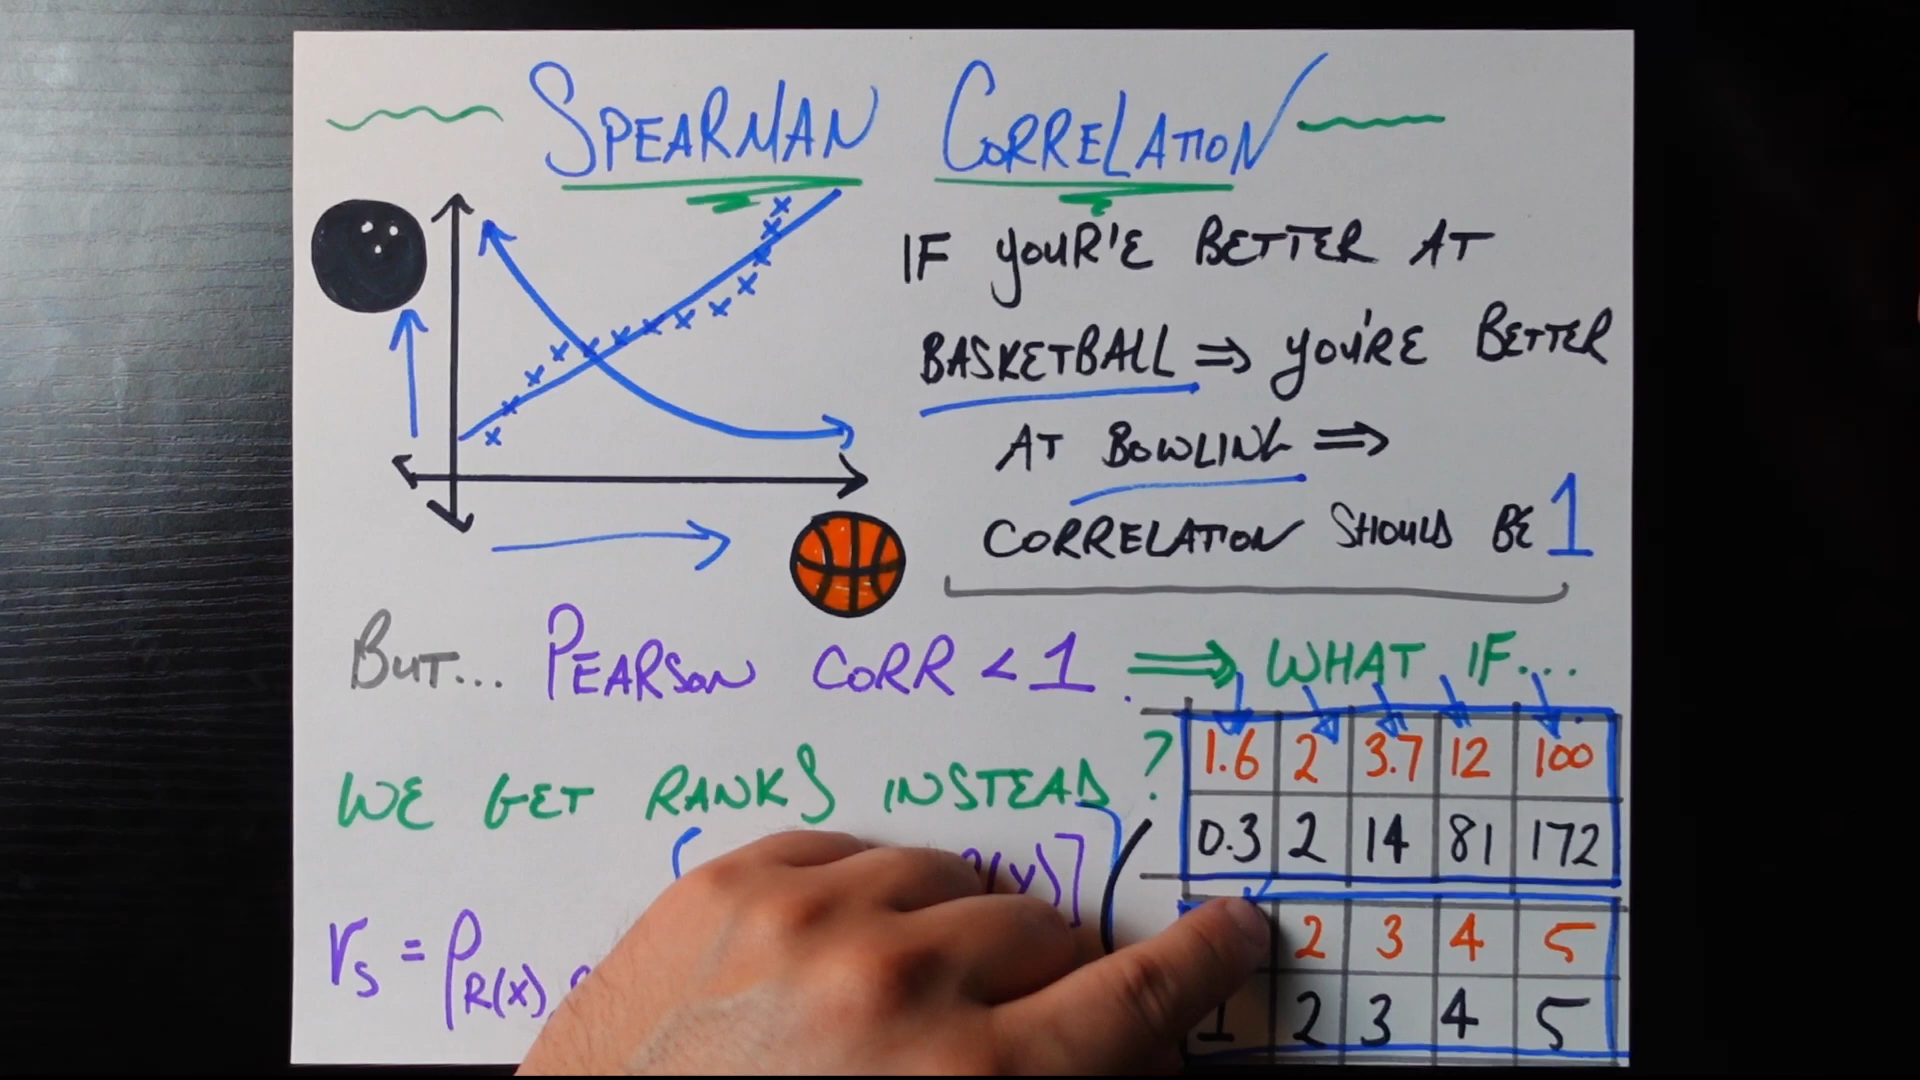 SPEARMAN CORRELATION
IF YOUR'E BETTER AT
BASKETBALL ⇒ YOU'RE BETTER
AT BOWLING ⇒
CORRELATION SHOULD BE 1
BUT... PEARSON CORR < 1 ⇒ WHAT IF...
WE GET RANKS INSTEAD ?
1.6 2 3.7 12 100
0.3 2 14 81 172
(y)]
rs = ρR(x),
2 3 4 5
1 2 3 4 5